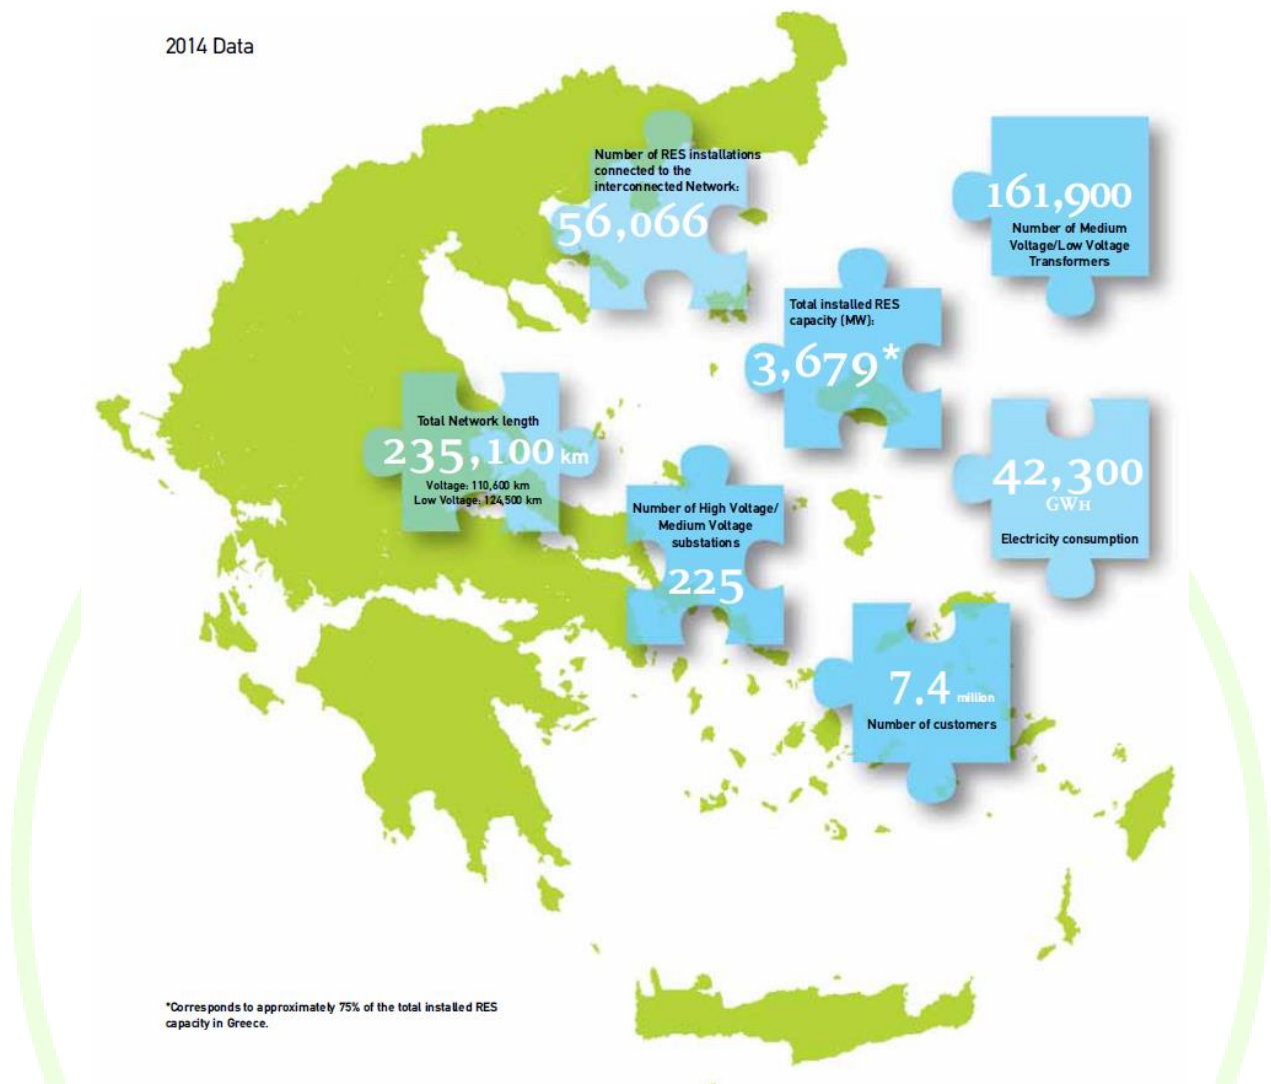 2014 Data
Number of RES installations
connected to the
interconnected Network:
56,066
161,900
Number of Medium
Voltage/Low Voltage
Transformers
Total installed RES
capacity (MW):
3,679*
Total Network length
235,100 km
Voltage: 110,600 km
Low Voltage: 124,500 km
42,300
GWH
Electricity consumption
Number of High Voltage/
Medium Voltage
substations
225
7.4 million
Number of customers
*Corresponds to approximately 75% of the total installed RES
capacity in Greece.